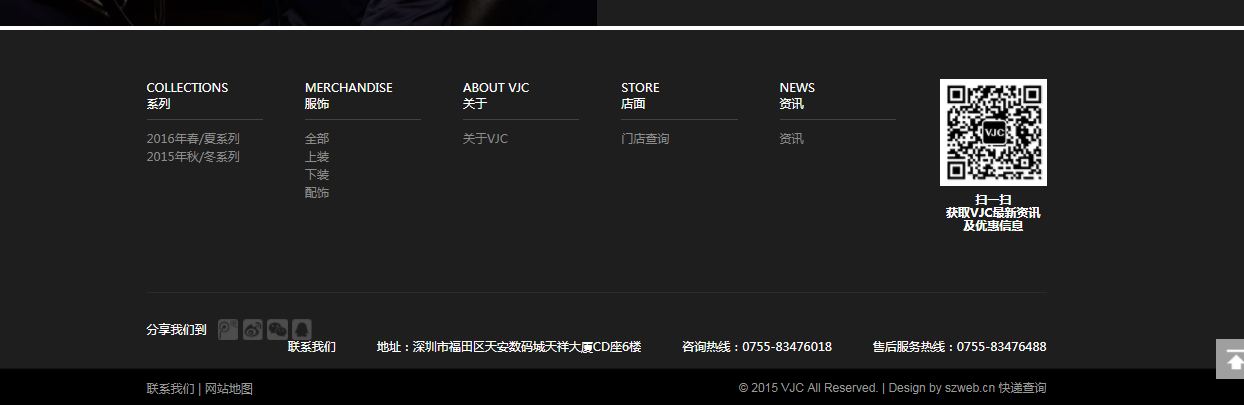 COLLECTIONS
系列
2016年春/夏系列
2015年秋/冬系列
MERCHANDISE
服饰
全部
上装
下装
配饰
ABOUT VJC
关于
关于VJC
STORE
店面
门店查询
NEWS
资讯
资讯
VJC
扫一扫
获取VJC最新资讯
及优惠信息
分享我们到
联系我们 地址：深圳市福田区天安数码城天祥大厦CD座6楼 咨询热线：0755-83476018 售后服务热线：0755-83476488
联系我们 | 网站地图 © 2015 VJC All Reserved. | Design by szweb.cn 快递查询